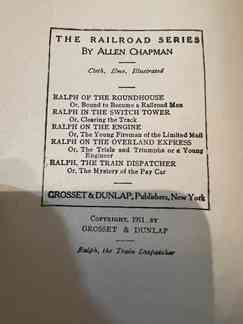 THE RAILROAD SERIES
BY ALLEN CHAPMAN
Cloth, 12mo, Illustrated
RALPH OF THE ROUNDHOUSE
Or, Bound to Become a Railroad Man
RALPH IN THE SWITCH TOWER
Or, Clearing the Track
RALPH ON THE ENGINE
Or, The Young Fireman of the Limited Mail
RALPH ON THE OVERLAND EXPRESS
Or, The Trials and Triumphs of a Young
Engineer
RALPH, THE TRAIN DISPATCHER
Or, The Mystery of the Pay Car
GROSSET & DUNLAP, Publishers, New York
COPYRIGHT, 1911, BY
GROSSET & DUNLAP
Ralph, the Train Dispatcher